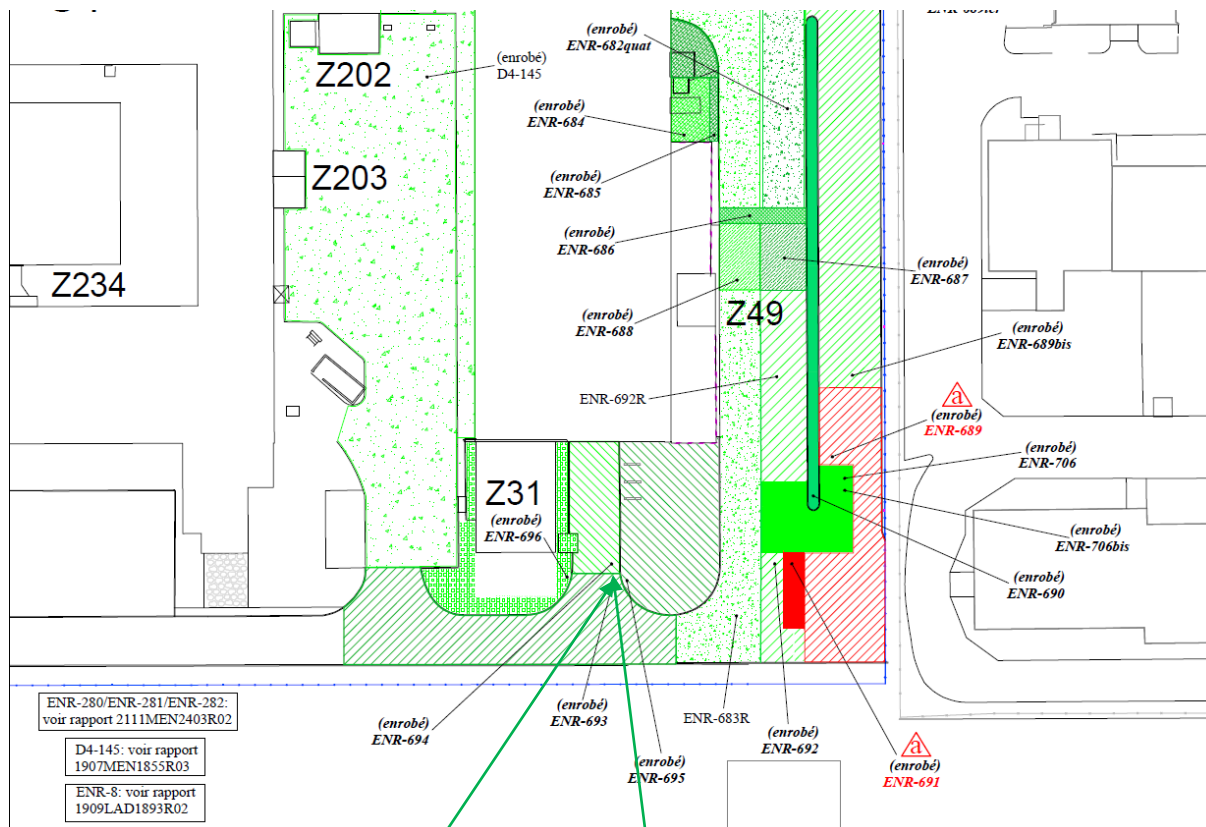 (enrobé)
ENR-682quat
(enrobé)
D4-145
Z202
(enrobé)
ENR-684
Z203
(enrobé)
ENR-685
(enrobé)
ENR-686
(enrobé)
ENR-687
Z234
Z49
(enrobé)
ENR-688
(enrobé)
ENR-689bis
ENR-692R
a
(enrobé)
ENR-689
(enrobé)
ENR-706
Z31
(enrobé)
ENR-696
(enrobé)
ENR-706bis
(enrobé)
ENR-690
ENR-280/ENR-281/ENR-282:
voir rapport 2111MEN2403R02
(enrobé)
ENR-694
(enrobé)
ENR-693
ENR-683R
(enrobé)
ENR-692
D4-145: voir rapport
1907MEN1855R03
(enrobé)
ENR-695
a
(enrobé)
ENR-691
ENR-8: voir rapport
1909LAD1893R02